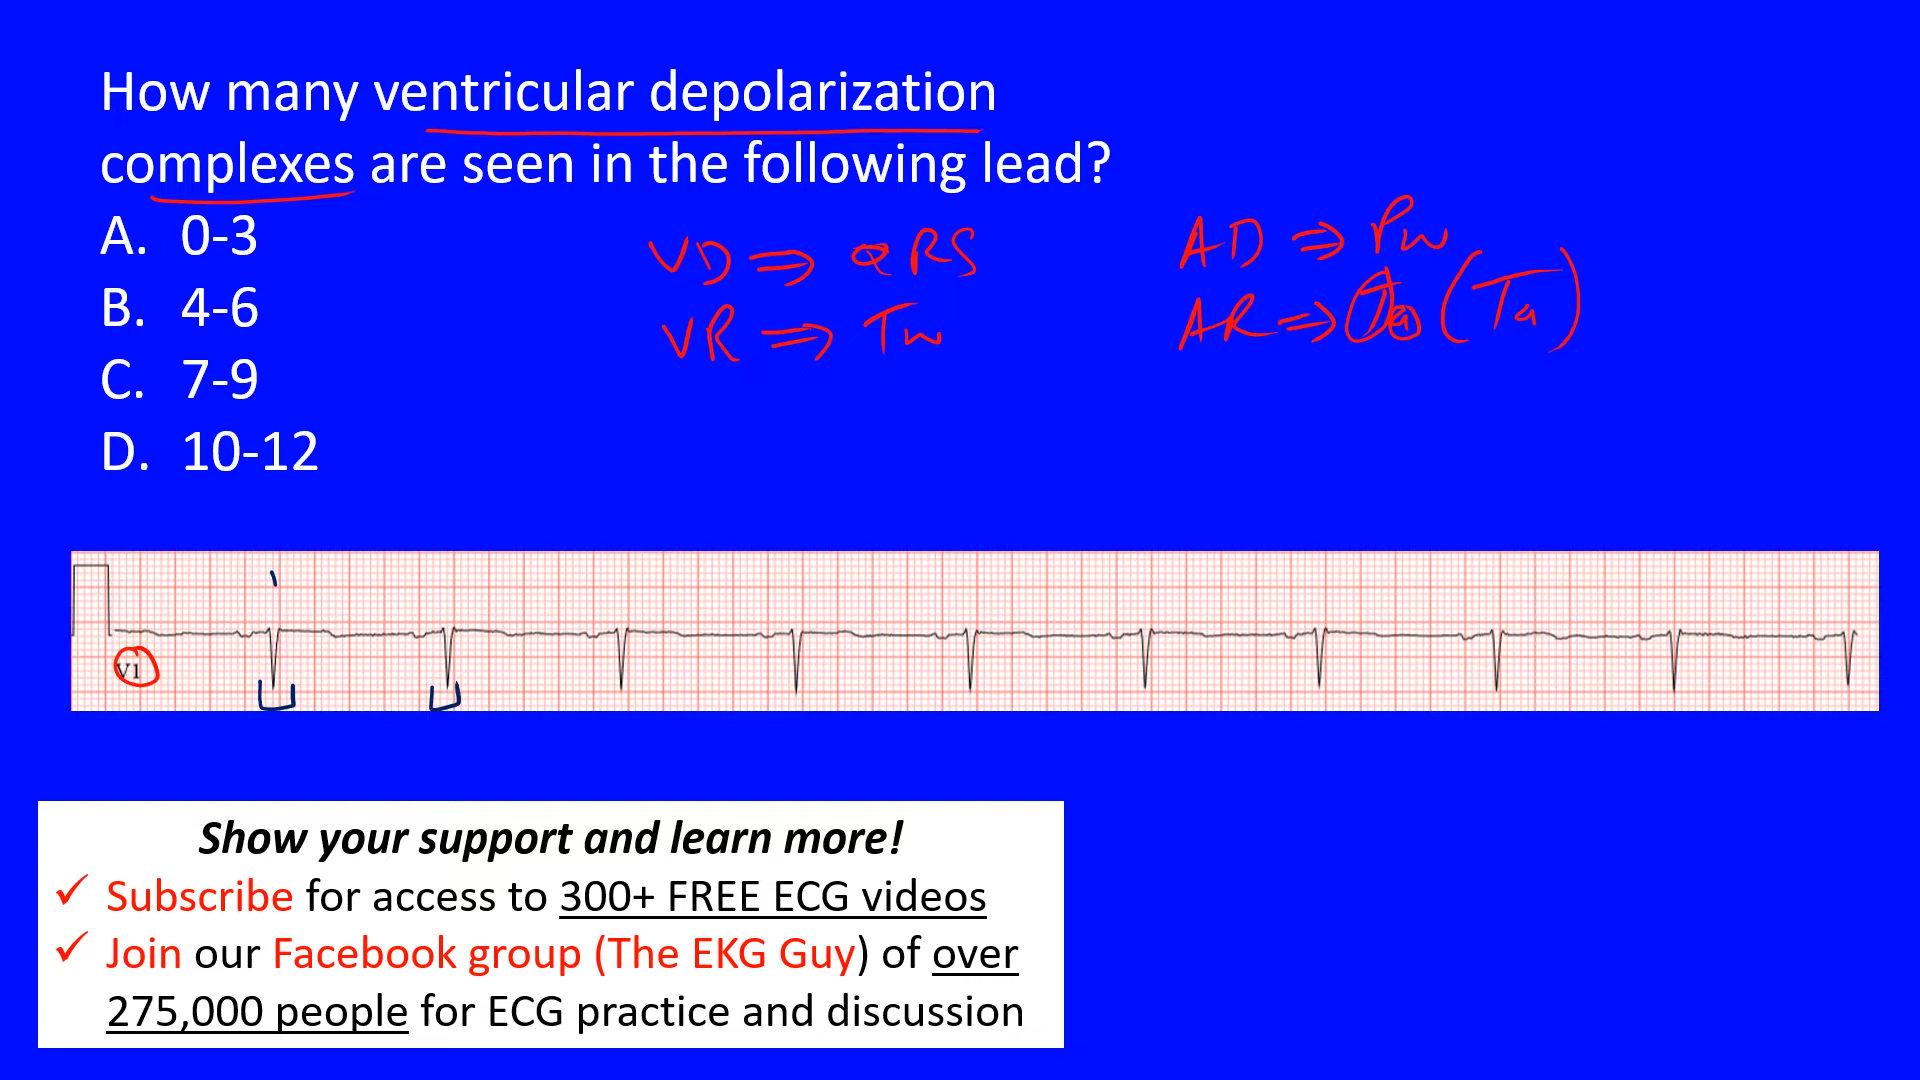 How many ventricular depolarization
complexes are seen in the following lead?
A. 0-3
B. 4-6
C. 7-9
D. 10-12
VD ⇒ QRS
VR ⇒ Tw
AD ⇒ Pw
AR ⇒ Ta (Ta)
V1
Show your support and learn more!
✓ Subscribe for access to 300+ FREE ECG videos
✓ Join our Facebook group (The EKG Guy) of over
275,000 people for ECG practice and discussion